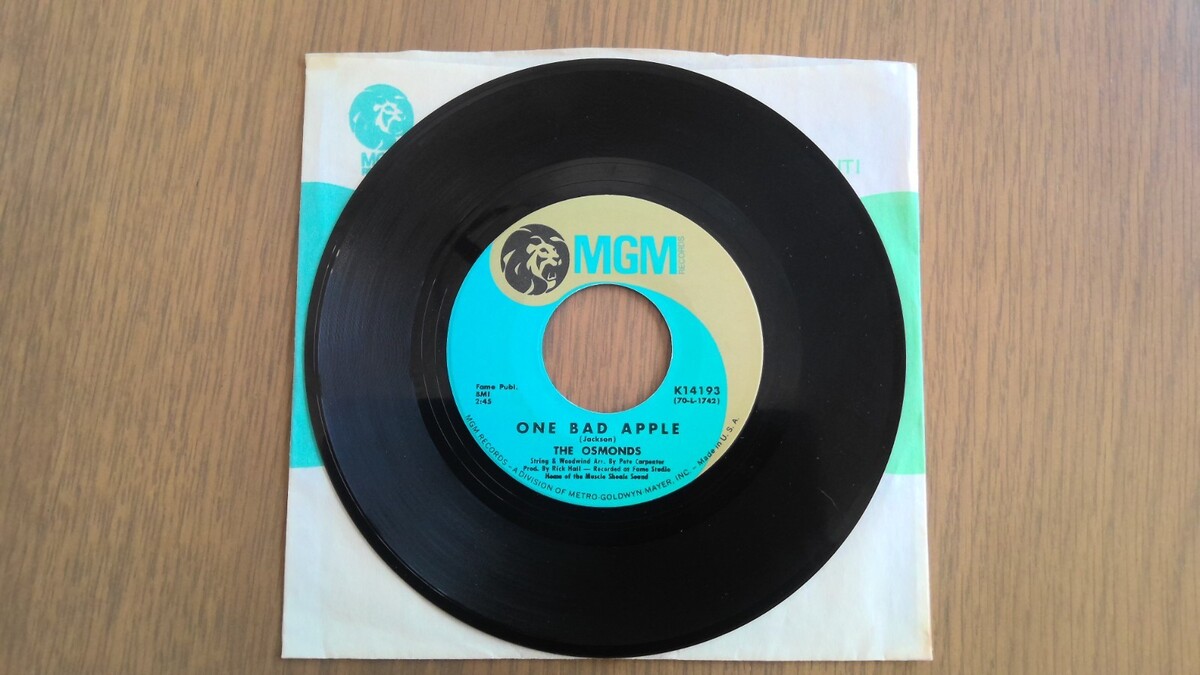 MGM
RECORDS
Fame Publ.
BMI
2:45
K14193
(70-L-1742)
ONE BAD APPLE
(Jackson)
THE OSMONDS
String & Woodwind Arr. By Pete Carpenter
Prod. By Rick Hall — Recorded at Fame Studio
Home of the Muscle Shoals Sound
MGM RECORDS – A DIVISION OF METRO-GOLDWYN-MAYER, INC. – Made in U.S.A.